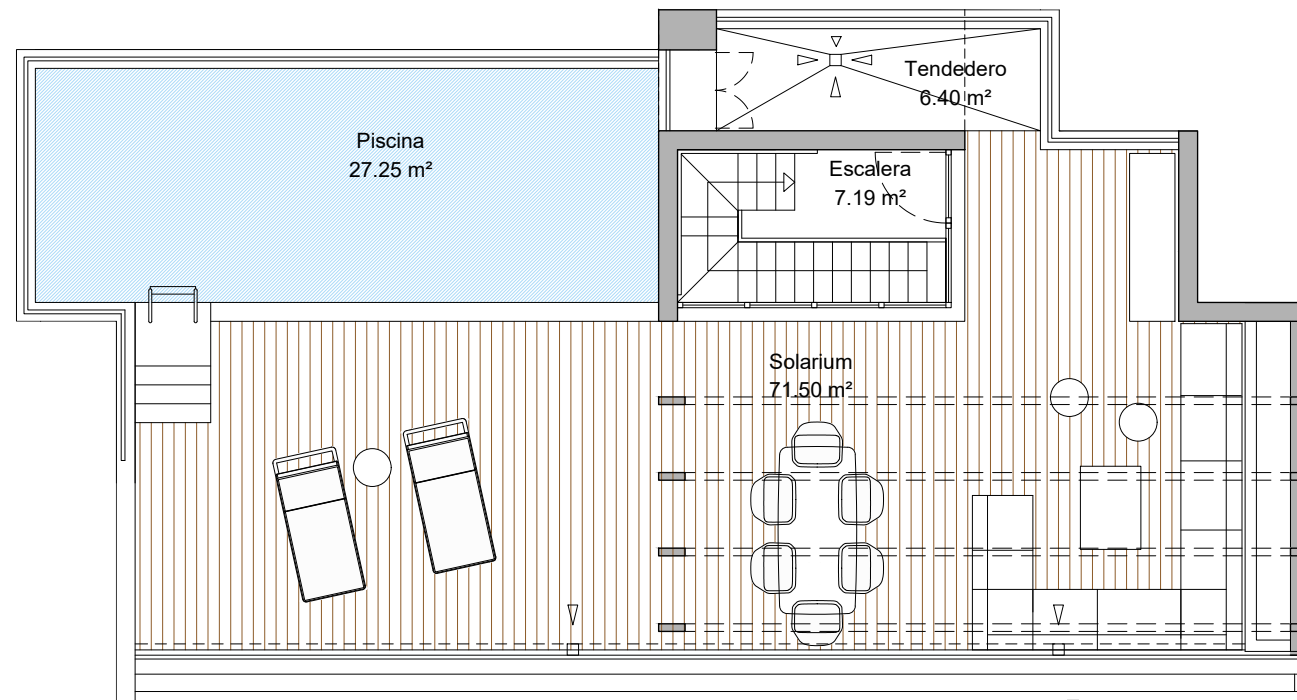 Tendedero
6.40 m²
Piscina
27.25 m²
Escalera
7.19 m²
Solarium
71.50 m²